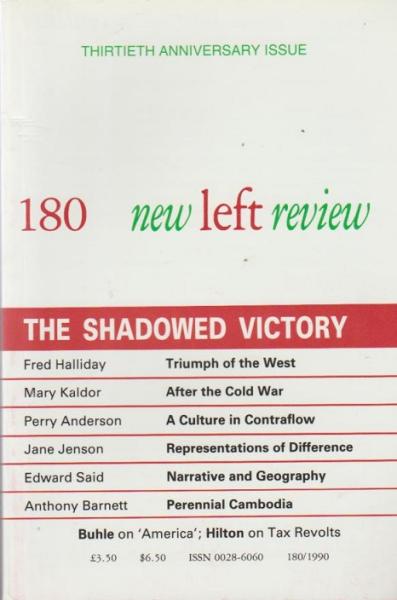 THIRTIETH ANNIVERSARY ISSUE
180 new left review
THE SHADOWED VICTORY
Fred Halliday Triumph of the West
Mary Kaldor After the Cold War
Perry Anderson A Culture in Contraflow
Jane Jenson Representations of Difference
Edward Said Narrative and Geography
Anthony Barnett Perennial Cambodia
Buhle on 'America'; Hilton on Tax Revolts
£3.50 $6.50 ISSN 0028-6060 180/1990